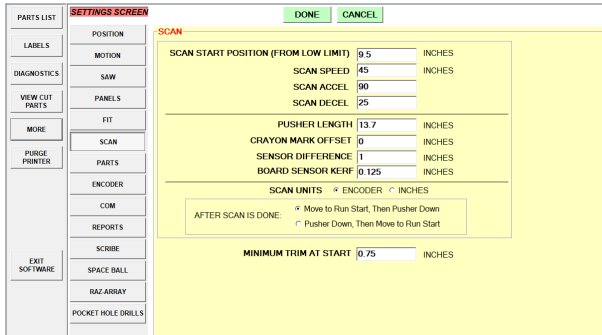 PARTS LIST
LABELS
DIAGNOSTICS
VIEW CUT
PARTS
MORE
PURGE
PRINTER
EXIT
SOFTWARE
SETTINGS SCREEN
POSITION
MOTION
SAW
PANELS
FIT
SCAN
PARTS
ENCODER
COM
REPORTS
SCRIBE
SPACE BALL
RAZ-ARRAY
POCKET HOLE DRILLS
DONE CANCEL
SCAN
SCAN START POSITION (FROM LOW LIMIT) 9.5 INCHES
SCAN SPEED 45 INCHES
SCAN ACCEL 90
SCAN DECEL 25
PUSHER LENGTH 13.7 INCHES
CRAYON MARK OFFSET 0 INCHES
SENSOR DIFFERENCE 1 INCHES
BOARD SENSOR KERF 0.125 INCHES
SCAN UNITS ENCODER INCHES
AFTER SCAN IS DONE:
Move to Run Start, Then Pusher Down
Pusher Down, Then Move to Run Start
MINIMUM TRIM AT START 0.75 INCHES